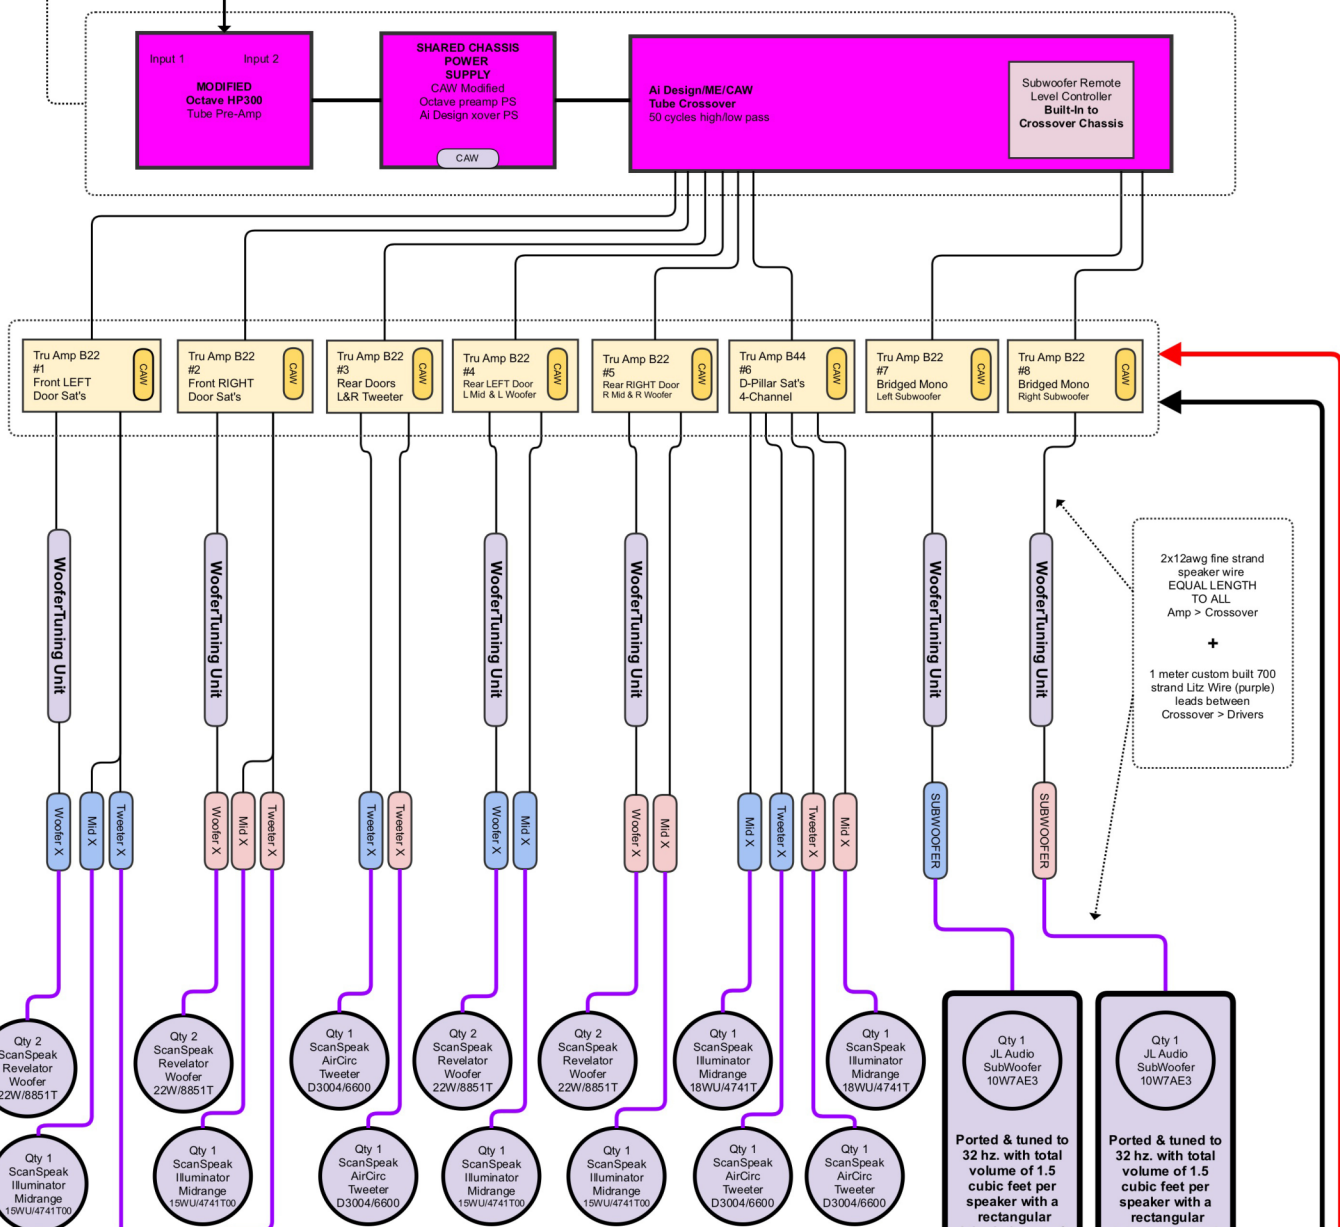 Input 1
Input 2
MODIFIED
Octave HP300
Tube Pre-Amp
SHARED CHASSIS
POWER
SUPPLY
CAW Modified
Octave preamp PS
Ai Design xover PS
CAW
Ai Design/ME/CAW
Tube Crossover
50 cycles high/low pass
Subwoofer Remote
Level Controller
Built-In to
Crossover Chassis
Tru Amp B22
#1
Front LEFT
Door Sat's
CAW
Tru Amp B22
#2
Front RIGHT
Door Sat's
CAW
Tru Amp B22
#3
Rear Doors
L&R Tweeter
CAW
Tru Amp B22
#4
Rear LEFT Door
L Mid & L Woofer
CAW
Tru Amp B22
#5
Rear RIGHT Door
R Mid & R Woofer
CAW
Tru Amp B44
#6
D-Pillar Sat's
4-Channel
CAW
Tru Amp B22
#7
Bridged Mono
Left Subwoofer
CAW
Tru Amp B22
#8
Bridged Mono
Right Subwoofer
CAW
WooferTuning Unit
WooferTuning Unit
WooferTuning Unit
WooferTuning Unit
WooferTuning Unit
WooferTuning Unit
2x12awg fine strand
speaker wire
EQUAL LENGTH
TO ALL
Amp > Crossover
+
1 meter custom built 700
strand Litz Wire (purple)
leads between
Crossover > Drivers
Woofer X
Mid X
Tweeter X
Woofer X
Mid X
Tweeter X
Tweeter X
Tweeter X
Woofer X
Mid X
Woofer X
Mid X
Mid X
Tweeter X
Tweeter X
Mid X
SUBWOOFER
SUBWOOFER
Qty 2
ScanSpeak
Revelator
Woofer
22W/8851T
Qty 2
ScanSpeak
Revelator
Woofer
22W/8851T
Qty 1
ScanSpeak
AirCirc
Tweeter
D3004/6600
Qty 2
ScanSpeak
Revelator
Woofer
22W/8851T
Qty 2
ScanSpeak
Revelator
Woofer
22W/8851T
Qty 1
ScanSpeak
Illuminator
Midrange
18WU/4741T
Qty 1
ScanSpeak
Illuminator
Midrange
18WU/4741T
Qty 1
JL Audio
SubWoofer
10W7AE3
Qty 1
JL Audio
SubWoofer
10W7AE3
Qty 1
ScanSpeak
Illuminator
Midrange
15WU/4741T00
Qty 1
ScanSpeak
Illuminator
Midrange
15WU/4741T00
Qty 1
ScanSpeak
AirCirc
Tweeter
D3004/6600
Qty 1
ScanSpeak
Illuminator
Midrange
15WU/4741T00
Qty 1
ScanSpeak
Illuminator
Midrange
15WU/4741T00
Qty 1
ScanSpeak
AirCirc
Tweeter
D3004/6600
Qty 1
ScanSpeak
AirCirc
Tweeter
D3004/6600
Ported & tuned to
32 hz. with total
volume of 1.5
cubic feet per
speaker with a
rectangular
Ported & tuned to
32 hz. with total
volume of 1.5
cubic feet per
speaker with a
rectangular